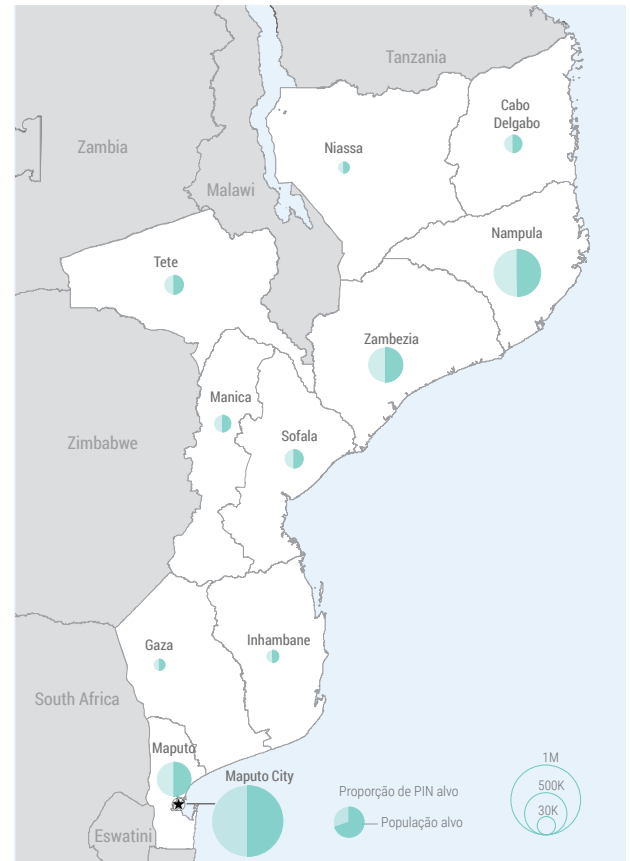 Tanzania
Cabo
Delgabo
Niassa
Zambia
Malawi
Nampula
Tete
Zambezia
Manica
Sofala
Zimbabwe
Gaza
Inhambane
South Africa
Maputo
Maputo City
Eswatini
Proporção de PIN alvo
População alvo
1M
500K
30K